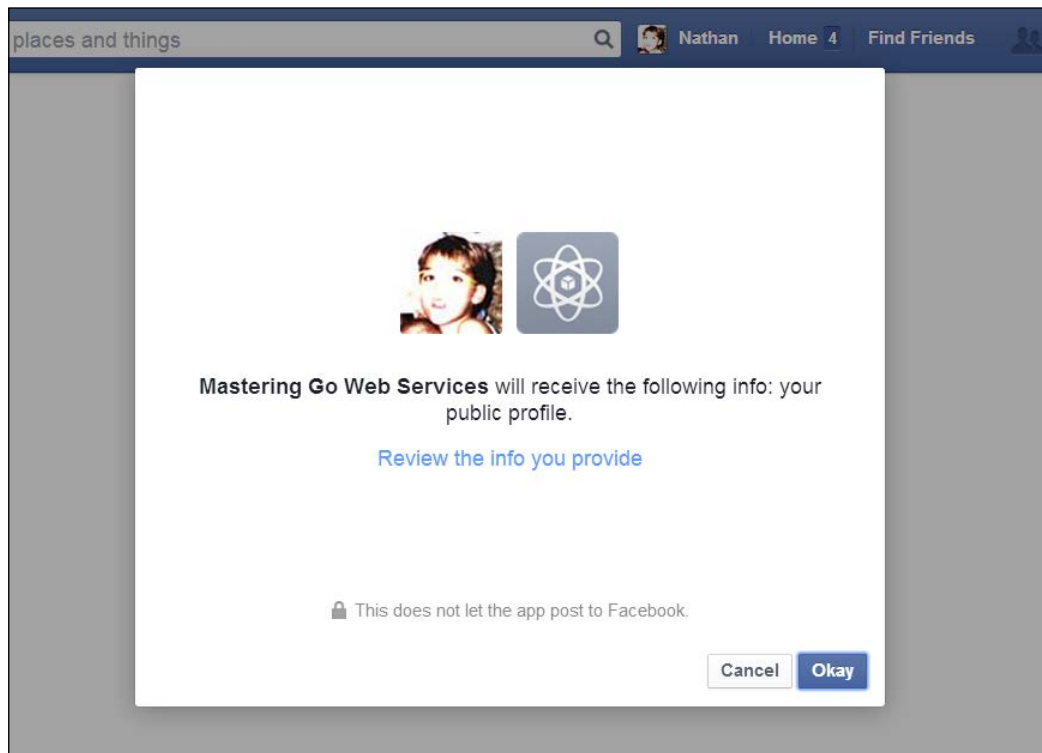 places and things
Nathan Home 4 Find Friends
Mastering Go Web Services will receive the following info: your
public profile.
Review the info you provide
This does not let the app post to Facebook.
Cancel Okay